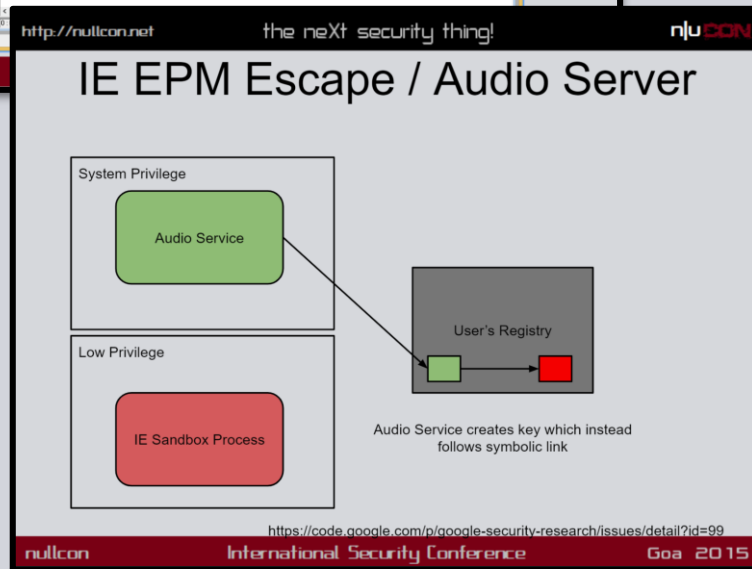 http://nullcon.net
the neXt security thing!
n|uCON
IE EPM Escape / Audio Server
System Privilege
Audio Service
User's Registry
Low Privilege
IE Sandbox Process
Audio Service creates key which instead
follows symbolic link
https://code.google.com/p/google-security-research/issues/detail?id=99
nullcon
International Security Conference
Goa 2015